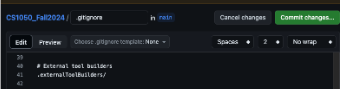 CS1050_Fall2024 / .gitignore in main Cancel changes Commit changes...
Edit Preview Choose .gitignore template: None Spaces 2 No wrap
39
40 # External tool builders
41 .externalToolBuilders/
42